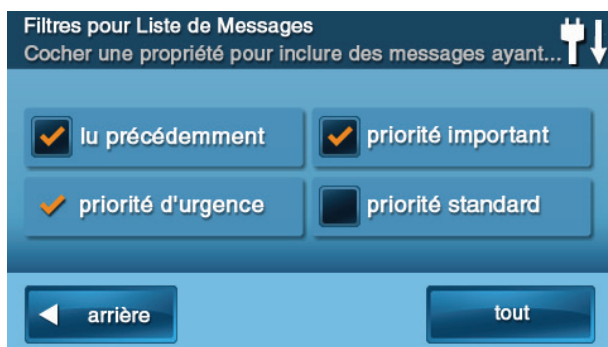 Filtres pour Liste de Messages
Cocher une propriété pour inclure des messages ayant...
lu précédemment
priorité important
priorité d'urgence
priorité standard
arrière
tout